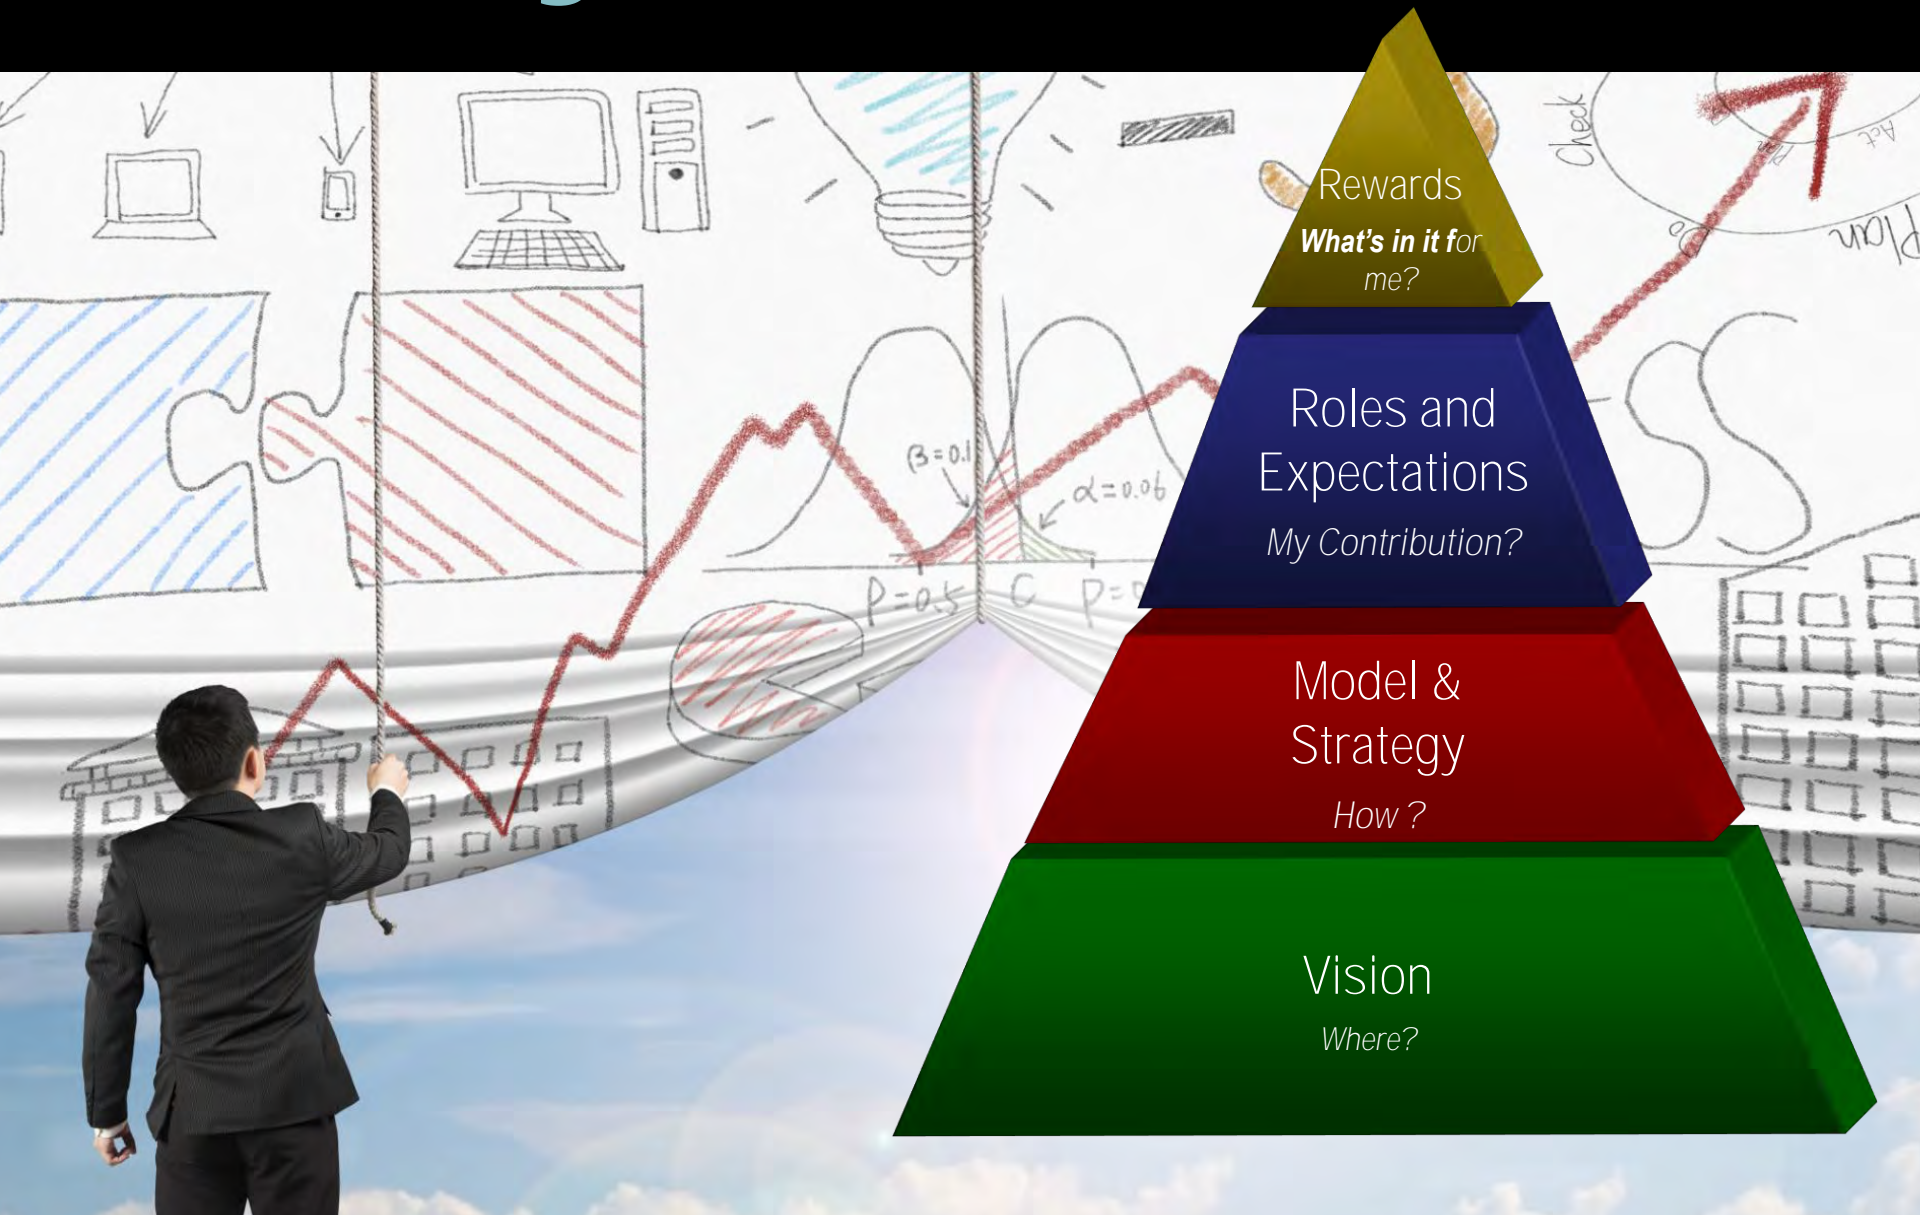 Rewards
What's in it for
me?
Roles and
Expectations
My Contribution?
Model &
Strategy
How ?
Vision
Where?
Check
Act
Plan
Plan
β=0.1
α=0.06
P=0.5
C